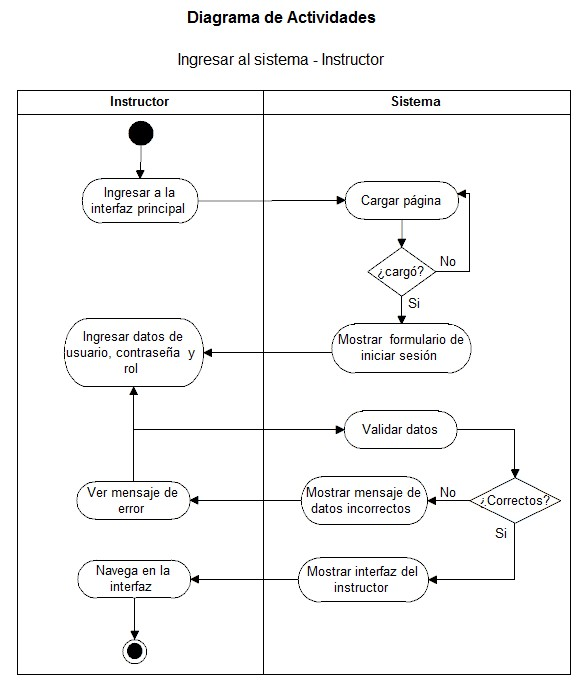 Diagrama de Actividades
Ingresar al sistema - Instructor
Instructor
Sistema
Ingresar a la
interfaz principal
Cargar página
¿cargó?
No
Si
Mostrar formulario de
iniciar sesión
Ingresar datos de
usuario, contraseña y
rol
Validar datos
¿Correctos?
No
Si
Mostrar mensaje de
datos incorrectos
Ver mensaje de
error
Mostrar interfaz del
instructor
Navega en la
interfaz